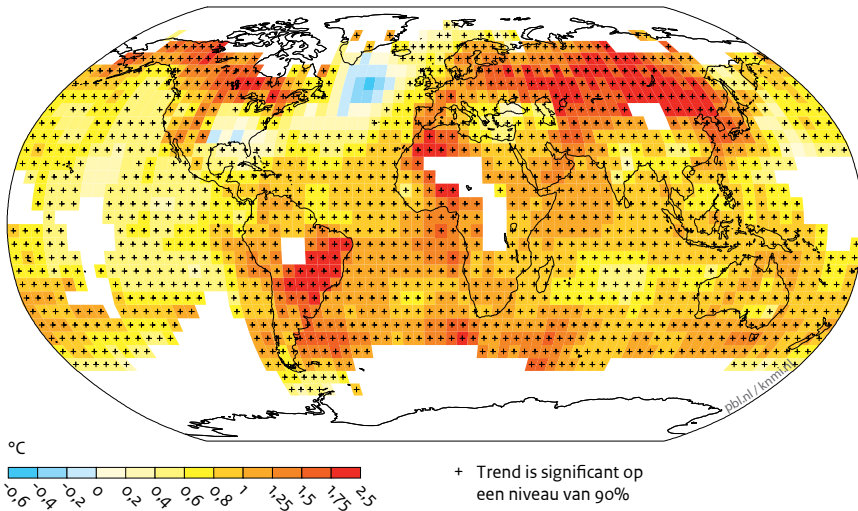 pbl.nl / knmi.nl
°C
-0,6 -0,4 -0,2 0 0,2 0,4 0,6 0,8 1 1,25 1,5 1,75 2,5
+ Trend is significant op
een niveau van 90%